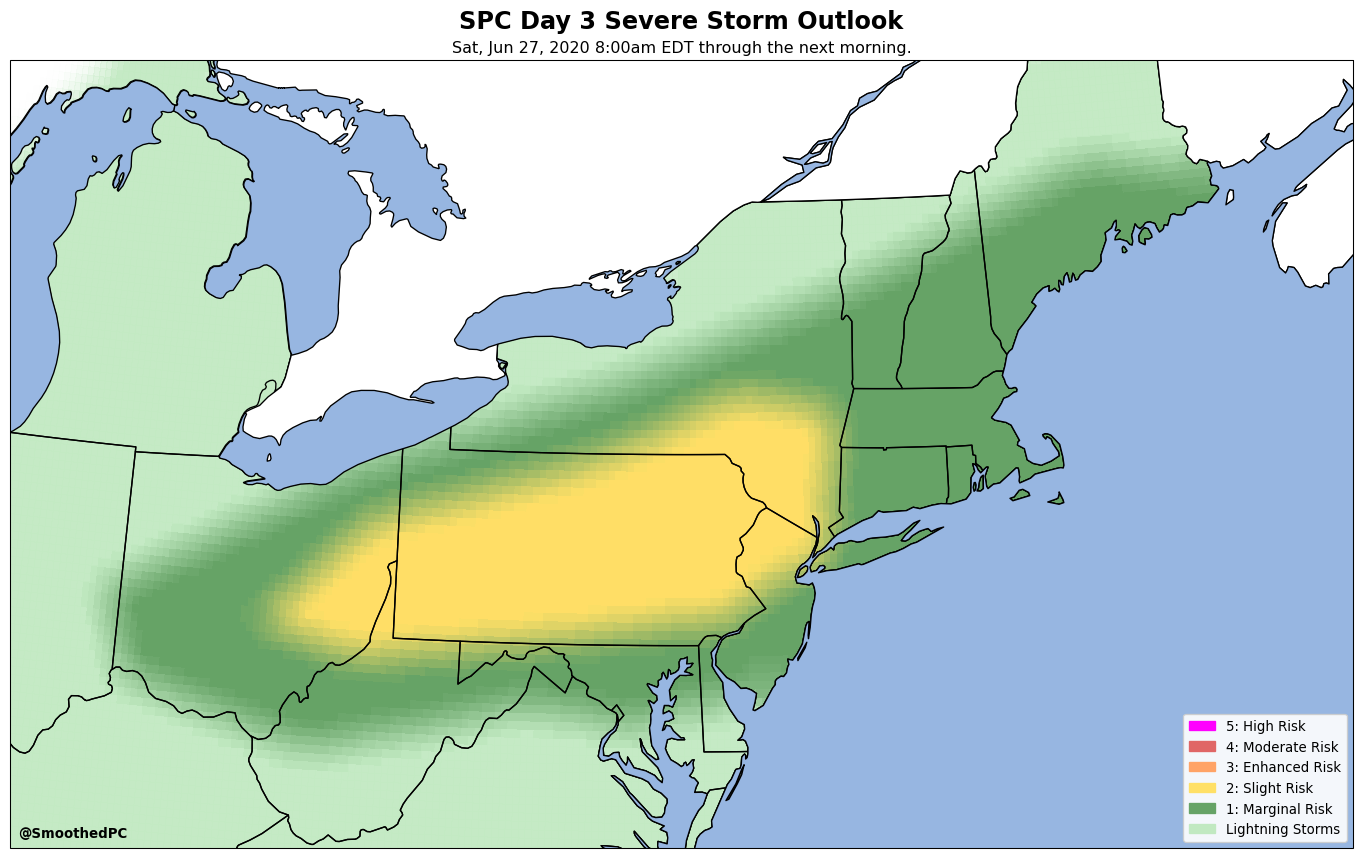 SPC Day 3 Severe Storm Outlook
Sat, Jun 27, 2020 8:00am EDT through the next morning.
5: High Risk
4: Moderate Risk
3: Enhanced Risk
2: Slight Risk
1: Marginal Risk
Lightning Storms
@SmoothedPC